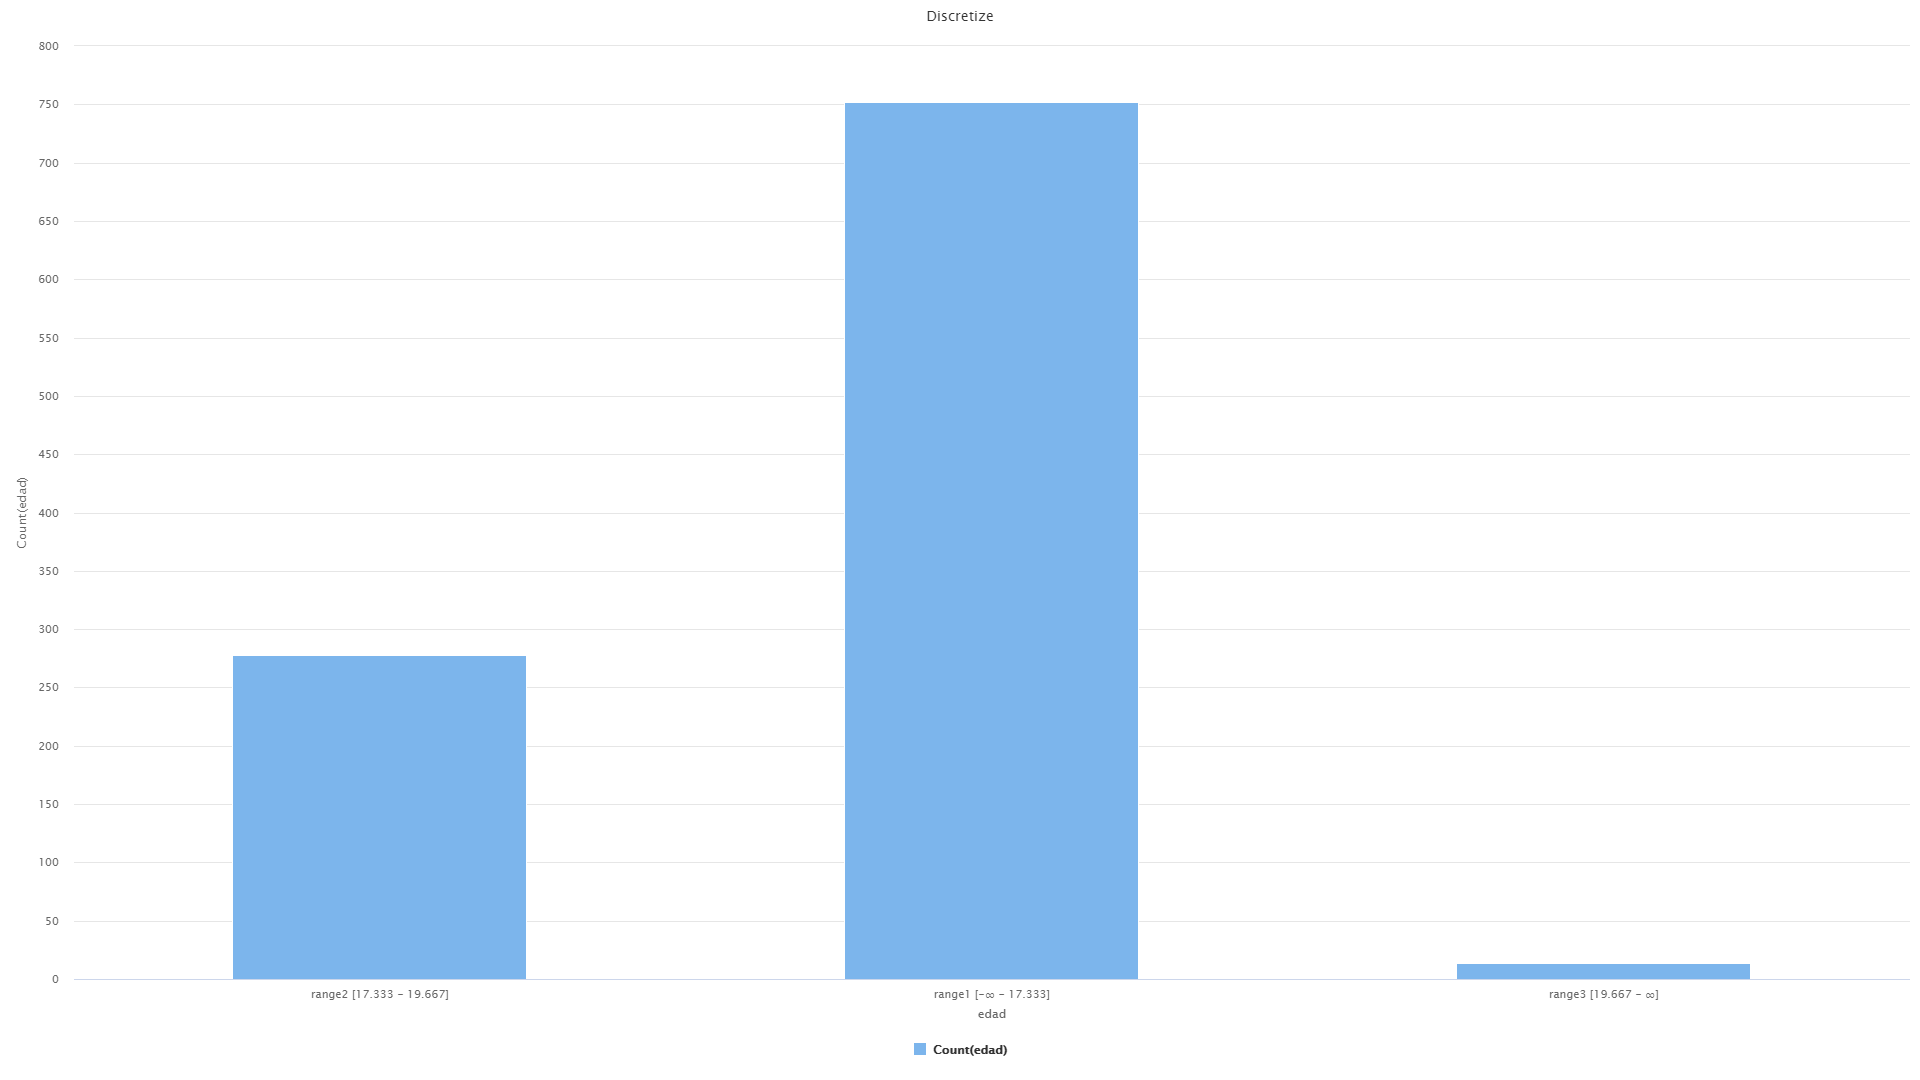 Discretize
800
750
700
650
600
550
500
450
400
350
300
250
200
150
100
50
0
Count(edad)
range2 [17.333 - 19.667]
range1 [-∞ - 17.333]
range3 [19.667 - ∞]
edad
Count(edad)